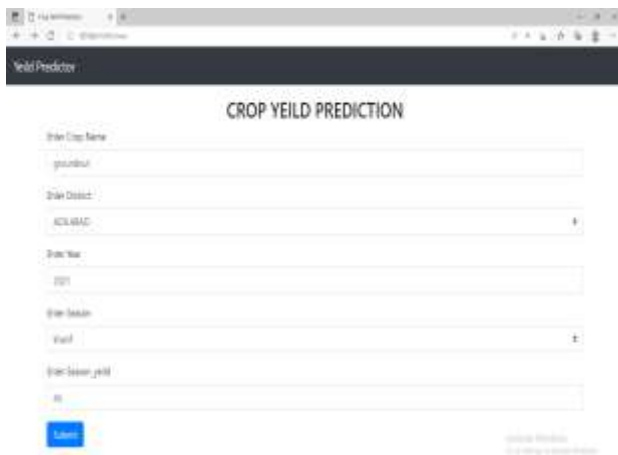 Yeild Predictor
CROP YEILD PREDICTION
Enter Crop Name
groundnut
Enter District
ADILABAD
Enter Year
2021
Enter Season
kharif
Enter Season_yeild
Submit